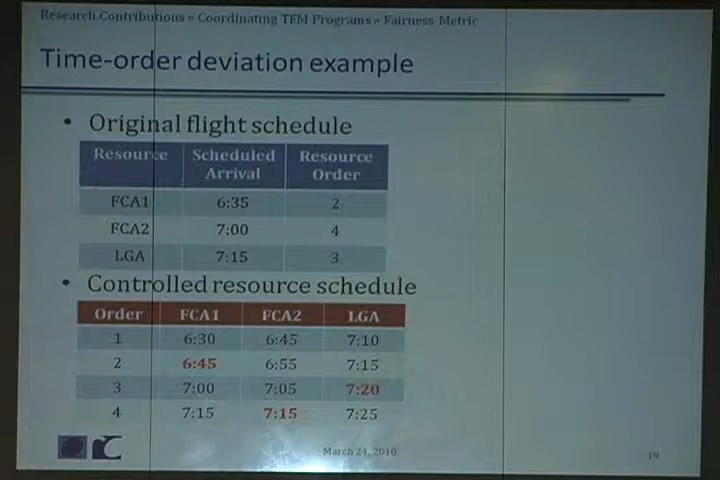 Research Contributions » Coordinating TFM Programs » Fairness Metric
Time-order deviation example
• Original flight schedule
Resource Scheduled Arrival Resource Order
FCA1 6:35 2
FCA2 7:00 4
LGA 7:15 3
• Controlled resource schedule
Order FCA1 FCA2 LGA
1 6:30 6:45 7:10
2 6:45 6:55 7:15
3 7:00 7:05 7:20
4 7:15 7:15 7:25
March 24, 2010
19